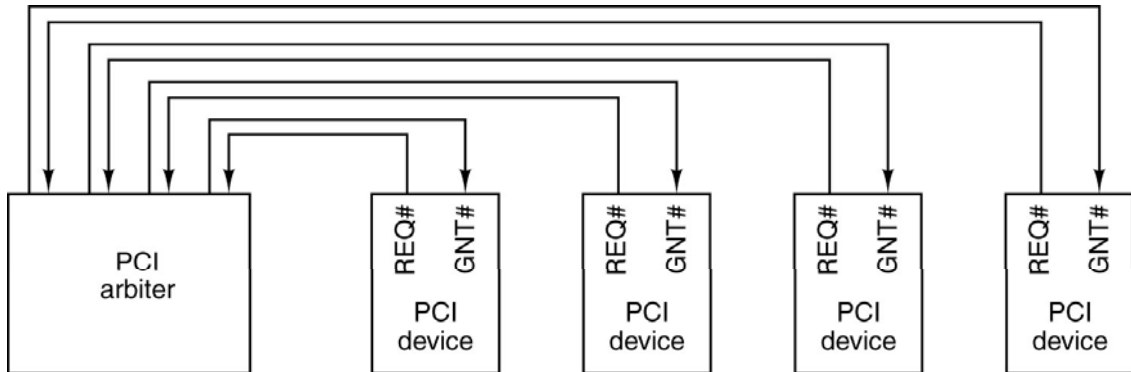 PCI
arbiter
REQ#
GNT#
PCI
device
REQ#
GNT#
PCI
device
REQ#
GNT#
PCI
device
REQ#
GNT#
PCI
device